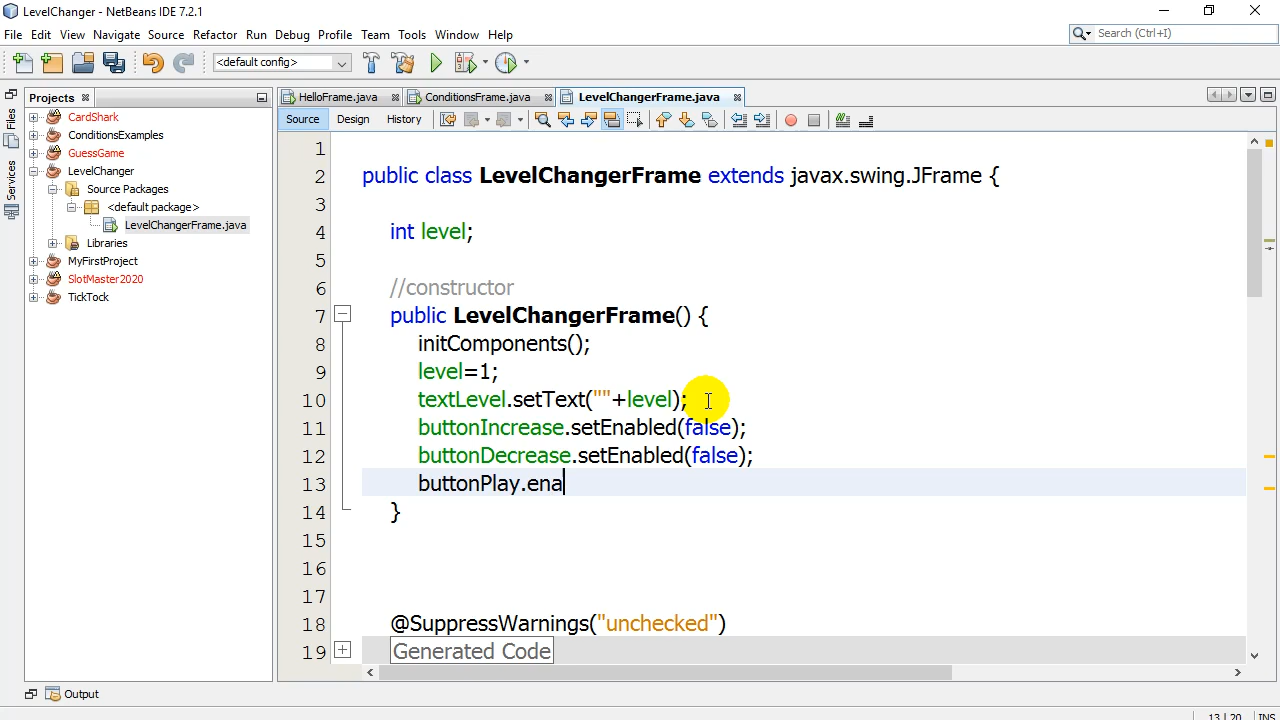 LevelChanger - NetBeans IDE 7.2.1
File Edit View Navigate Source Refactor Run Debug Profile Team Tools Window Help
Search (Ctrl+I)
<default config>
Projects
HelloFrame.java ConditionsFrame.java LevelChangerFrame.java
Files
Services
Source Design History
CardShark
ConditionsExamples
GuessGame
LevelChanger
Source Packages
<default package>
LevelChangerFrame.java
Libraries
MyFirstProject
SlotMaster2020
TickTock
1
2 public class LevelChangerFrame extends javax.swing.JFrame {
3
4 int level;
5
6 //constructor
7 public LevelChangerFrame() {
8 initComponents();
9 level=1;
10 textLevel.setText(""+level);
11 buttonIncrease.setEnabled(false);
12 buttonDecrease.setEnabled(false);
13 buttonPlay.ena
14 }
15
16
17
18 @SuppressWarnings("unchecked")
19 Generated Code
Output
13 | 20 INS